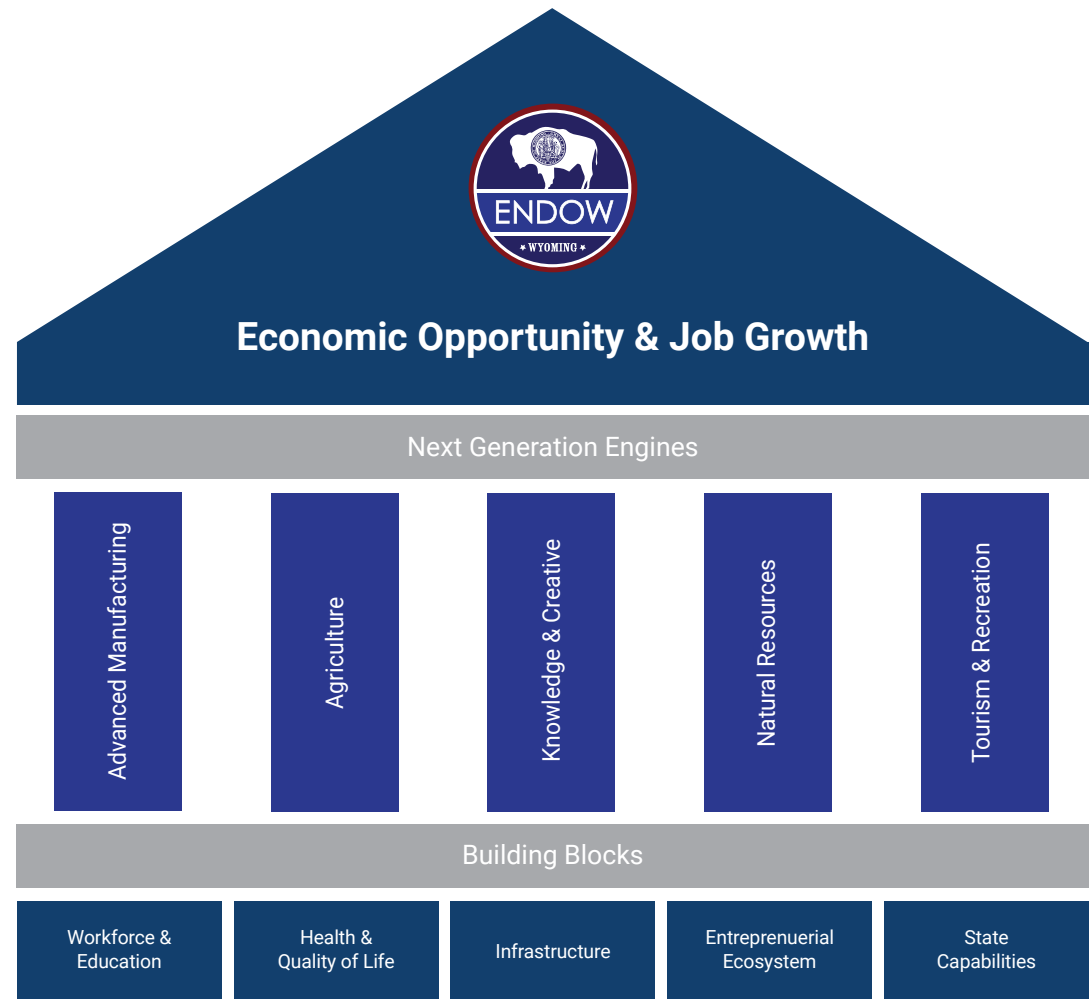 ENDOW
★ WYOMING ★
Economic Opportunity & Job Growth
Next Generation Engines
Advanced Manufacturing
Agriculture
Knowledge & Creative
Natural Resources
Tourism & Recreation
Building Blocks
Workforce &
Education
Health &
Quality of Life
Infrastructure
Entreprenuerial
Ecosystem
State
Capabilities